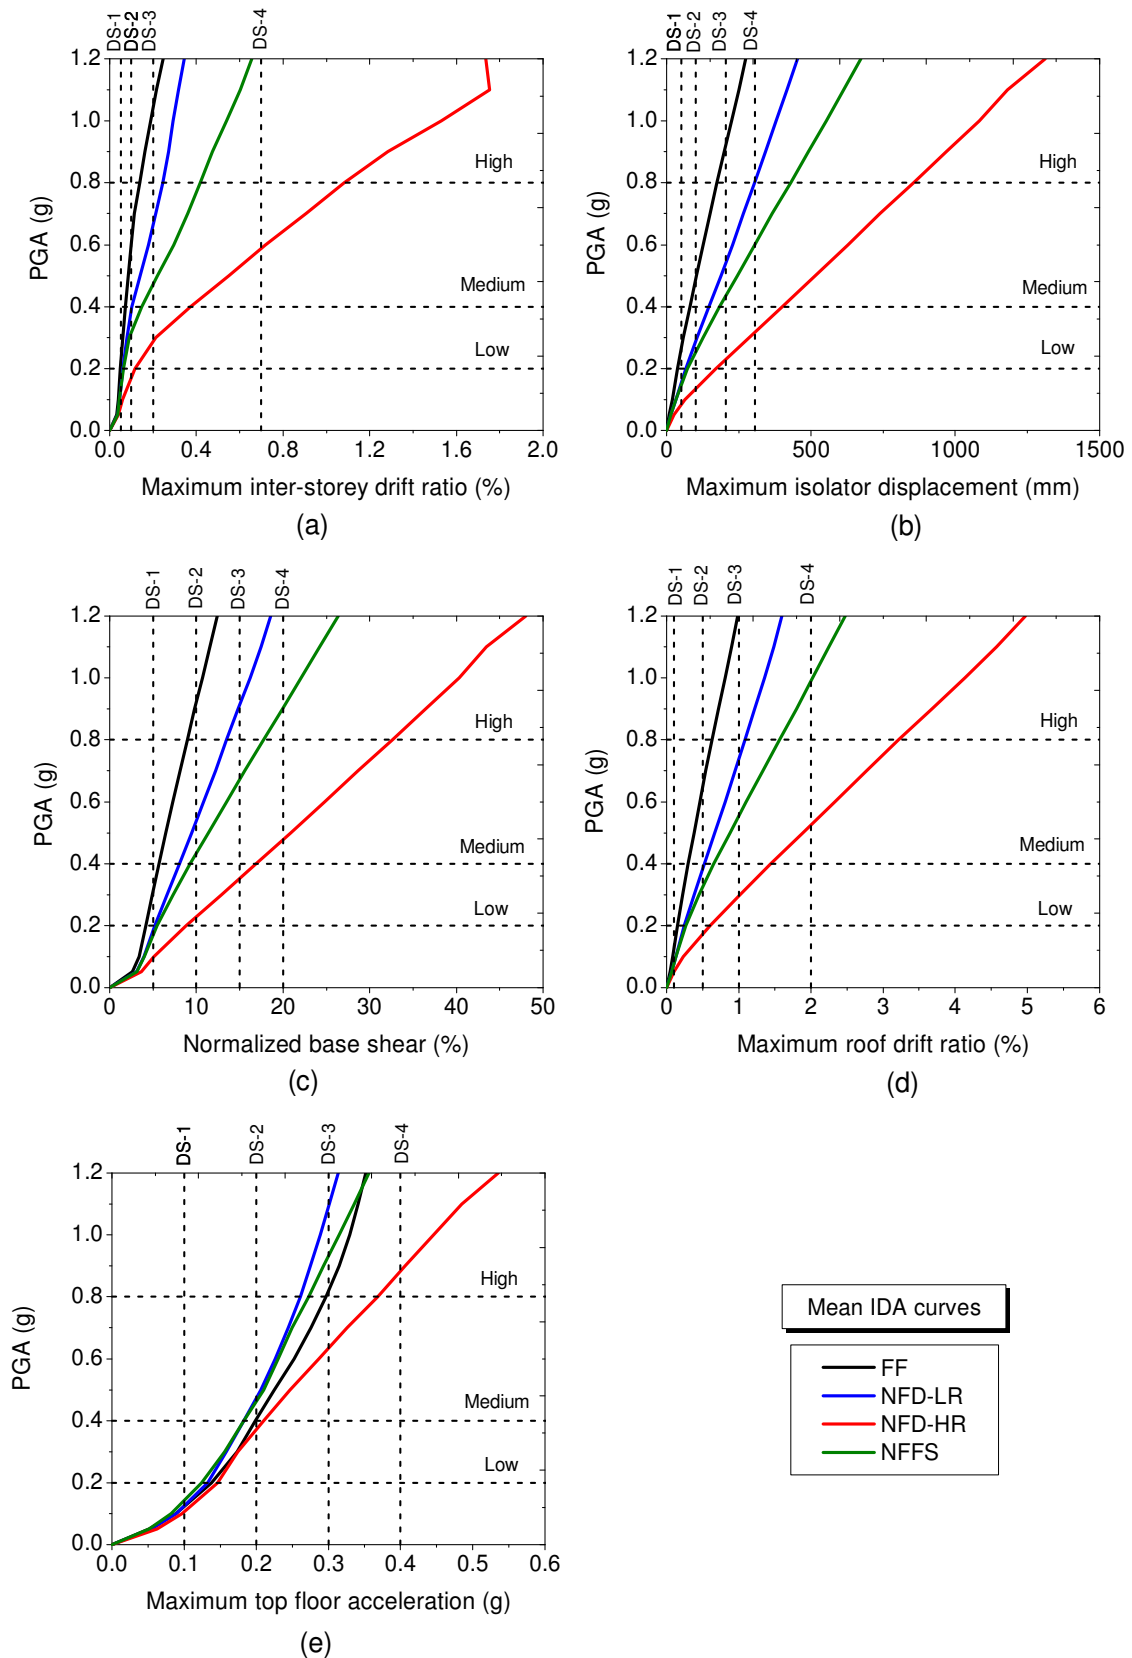 DS-1 DS-2 DS-3 DS-4
1.2
1.0
0.8
0.6
0.4
0.2
0.0
PGA (g)
High
Medium
Low
0.0 0.4 0.8 1.2 1.6 2.0
Maximum inter-storey drift ratio (%)
(a)
DS-1 DS-2 DS-3 DS-4
1.2
1.0
0.8
0.6
0.4
0.2
0.0
PGA (g)
High
Medium
Low
0 500 1000 1500
Maximum isolator displacement (mm)
(b)
DS-1 DS-2 DS-3 DS-4
1.2
1.0
0.8
0.6
0.4
0.2
0.0
PGA (g)
High
Medium
Low
0 10 20 30 40 50
Normalized base shear (%)
(c)
DS-1 DS-2 DS-3 DS-4
1.2
1.0
0.8
0.6
0.4
0.2
0.0
PGA (g)
High
Medium
Low
0 1 2 3 4 5 6
Maximum roof drift ratio (%)
(d)
DS-1 DS-2 DS-3 DS-4
1.2
1.0
0.8
0.6
0.4
0.2
0.0
PGA (g)
High
Medium
Low
0.0 0.1 0.2 0.3 0.4 0.5 0.6
Maximum top floor acceleration (g)
(e)
Mean IDA curves
FF
NFD-LR
NFD-HR
NFFS